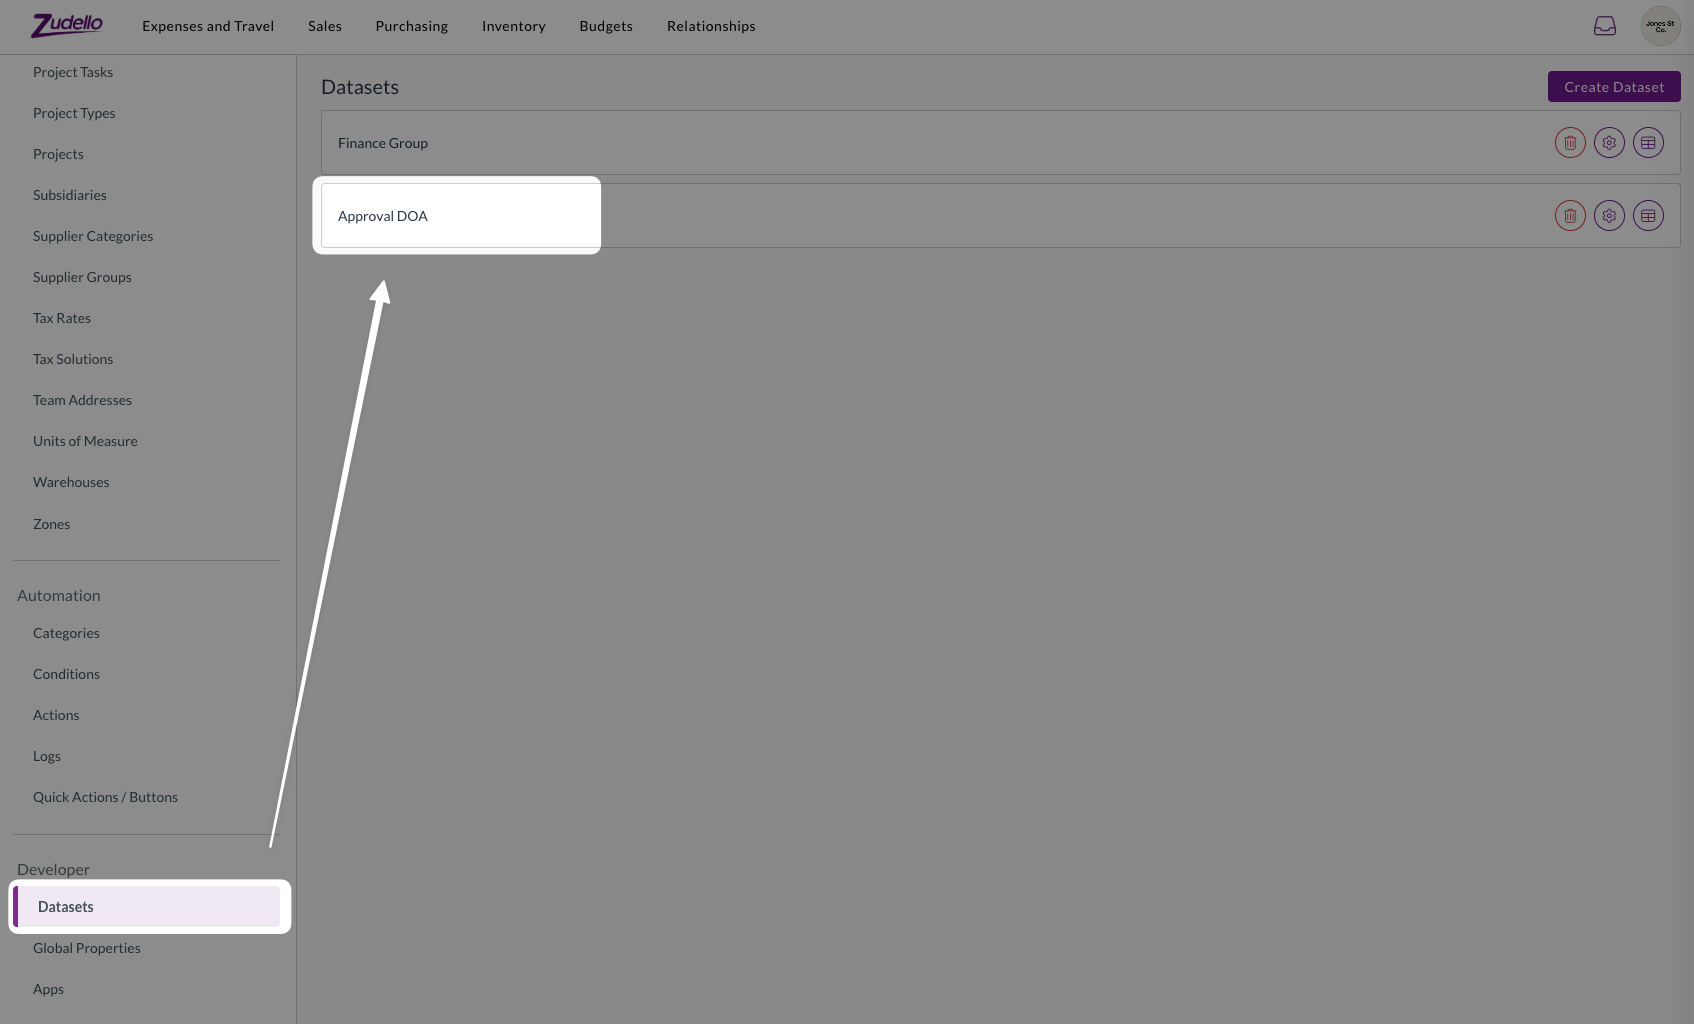 Zudello
Expenses and Travel
Sales
Purchasing
Inventory
Budgets
Relationships
Jones St
Co.
Project Tasks
Project Types
Projects
Subsidiaries
Supplier Categories
Supplier Groups
Tax Rates
Tax Solutions
Team Addresses
Units of Measure
Warehouses
Zones
Automation
Categories
Conditions
Actions
Logs
Quick Actions / Buttons
Developer
Datasets
Global Properties
Apps
Datasets
Create Dataset
Finance Group
Approval DOA